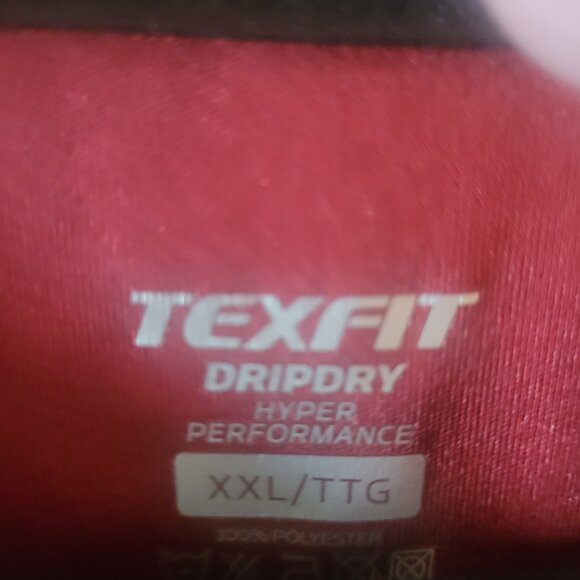 TEXFIT
DRIPDRY
HYPER
PERFORMANCE
XXL/TTG
100% POLYESTER